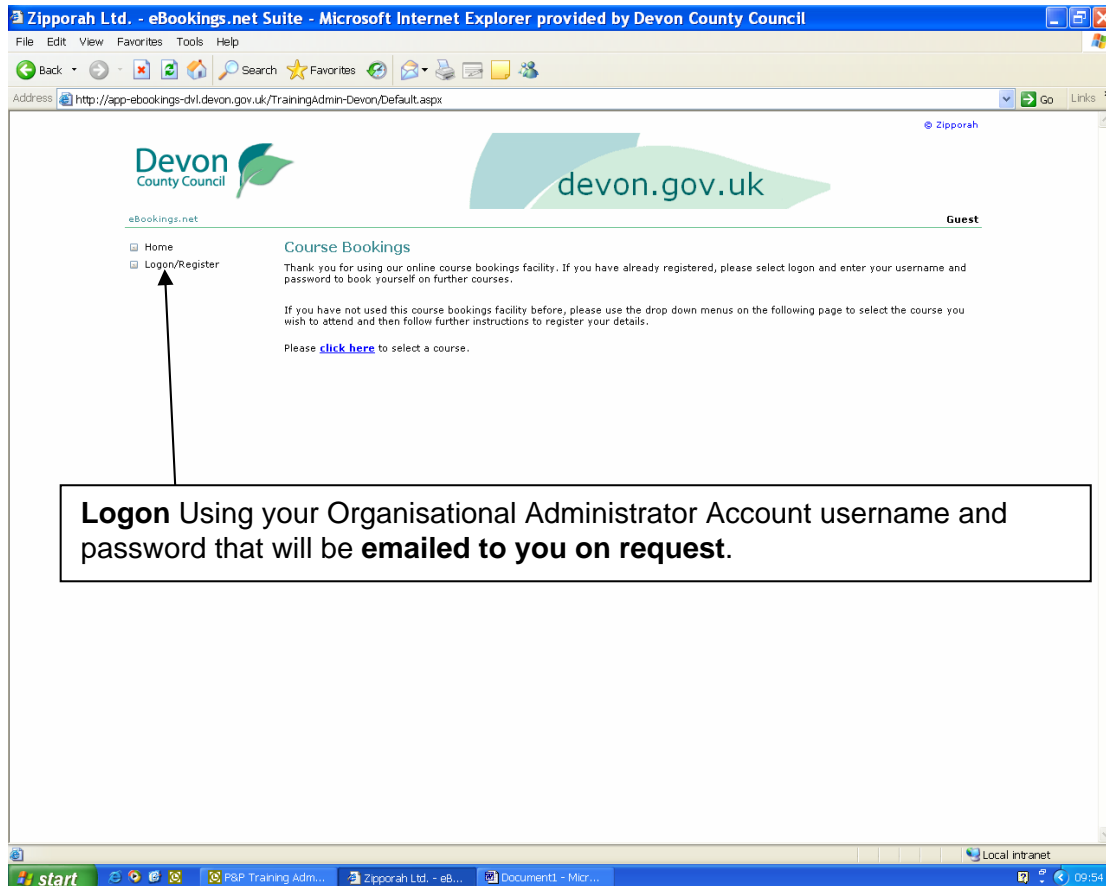 Zipporah Ltd. - eBookings.net Suite - Microsoft Internet Explorer provided by Devon County Council
File Edit View Favorites Tools Help
Back Search Favorites
Address http://app-ebookings-dvl.devon.gov.uk/TrainingAdmin-Devon/Default.aspx Go Links
© Zipporah
Devon
County Council
devon.gov.uk
eBookings.net Guest
Home
Logon/Register
Course Bookings
Thank you for using our online course bookings facility. If you have already registered, please select logon and enter your username and
password to book yourself on further courses.
If you have not used this course bookings facility before, please use the drop down menus on the following page to select the course you
wish to attend and then follow further instructions to register your details.
Please click here to select a course.
Logon Using your Organisational Administrator Account username and
password that will be emailed to you on request.
Local intranet
start P&P Training Adm... Zipporah Ltd. - eB... Document1 - Micr... 09:54